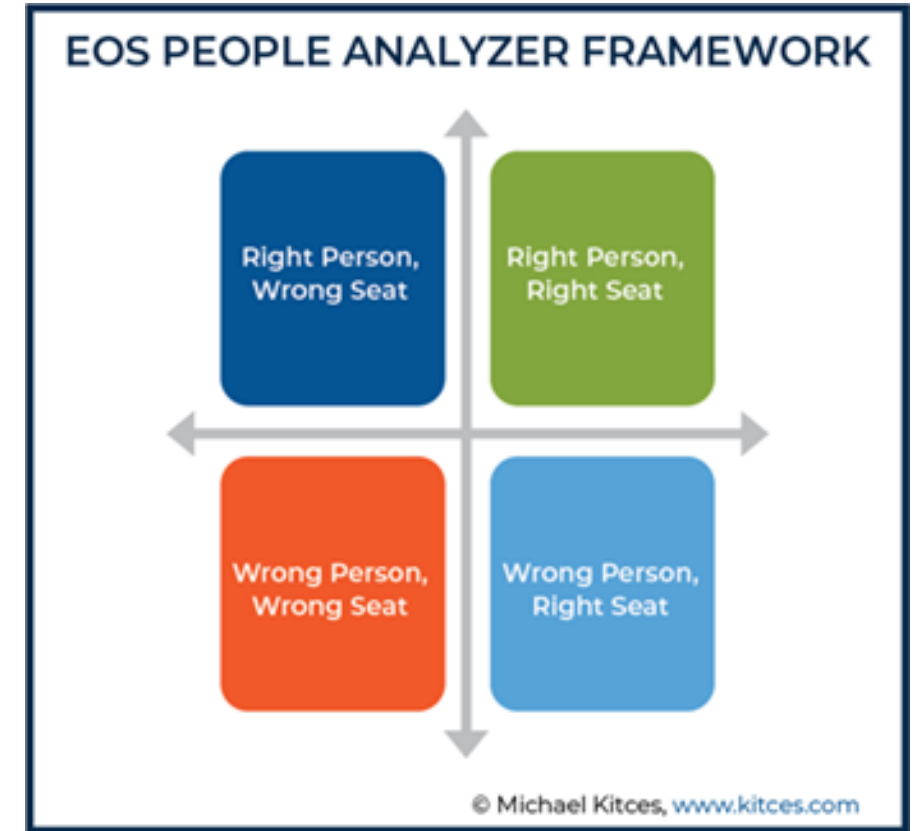 EOS PEOPLE ANALYZER FRAMEWORK
Right Person,
Wrong Seat
Right Person,
Right Seat
Wrong Person,
Wrong Seat
Wrong Person,
Right Seat
© Michael Kitces, www.kitces.com